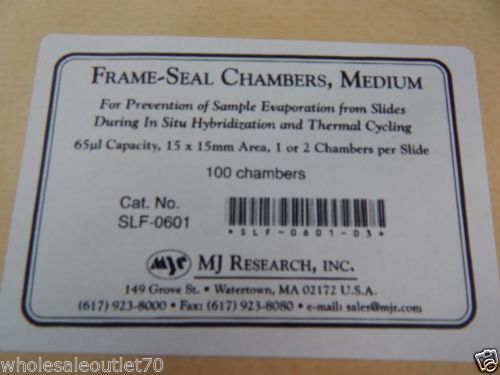 FRAME-SEAL CHAMBERS, MEDIUM
For Prevention of Sample Evaporation from Slides
During In Situ Hybridization and Thermal Cycling
65µl Capacity, 15 x 15mm Area, 1 or 2 Chambers per Slide
100 chambers
Cat. No.
SLF-0601
*SLF-0601-03*
MJR MJ RESEARCH, INC.
149 Grove St. • Watertown, MA 02172 U.S.A.
(617) 923-8000 • Fax: (617) 923-8080 • e-mail: sales@mjr.com
wholesaleoutlet70